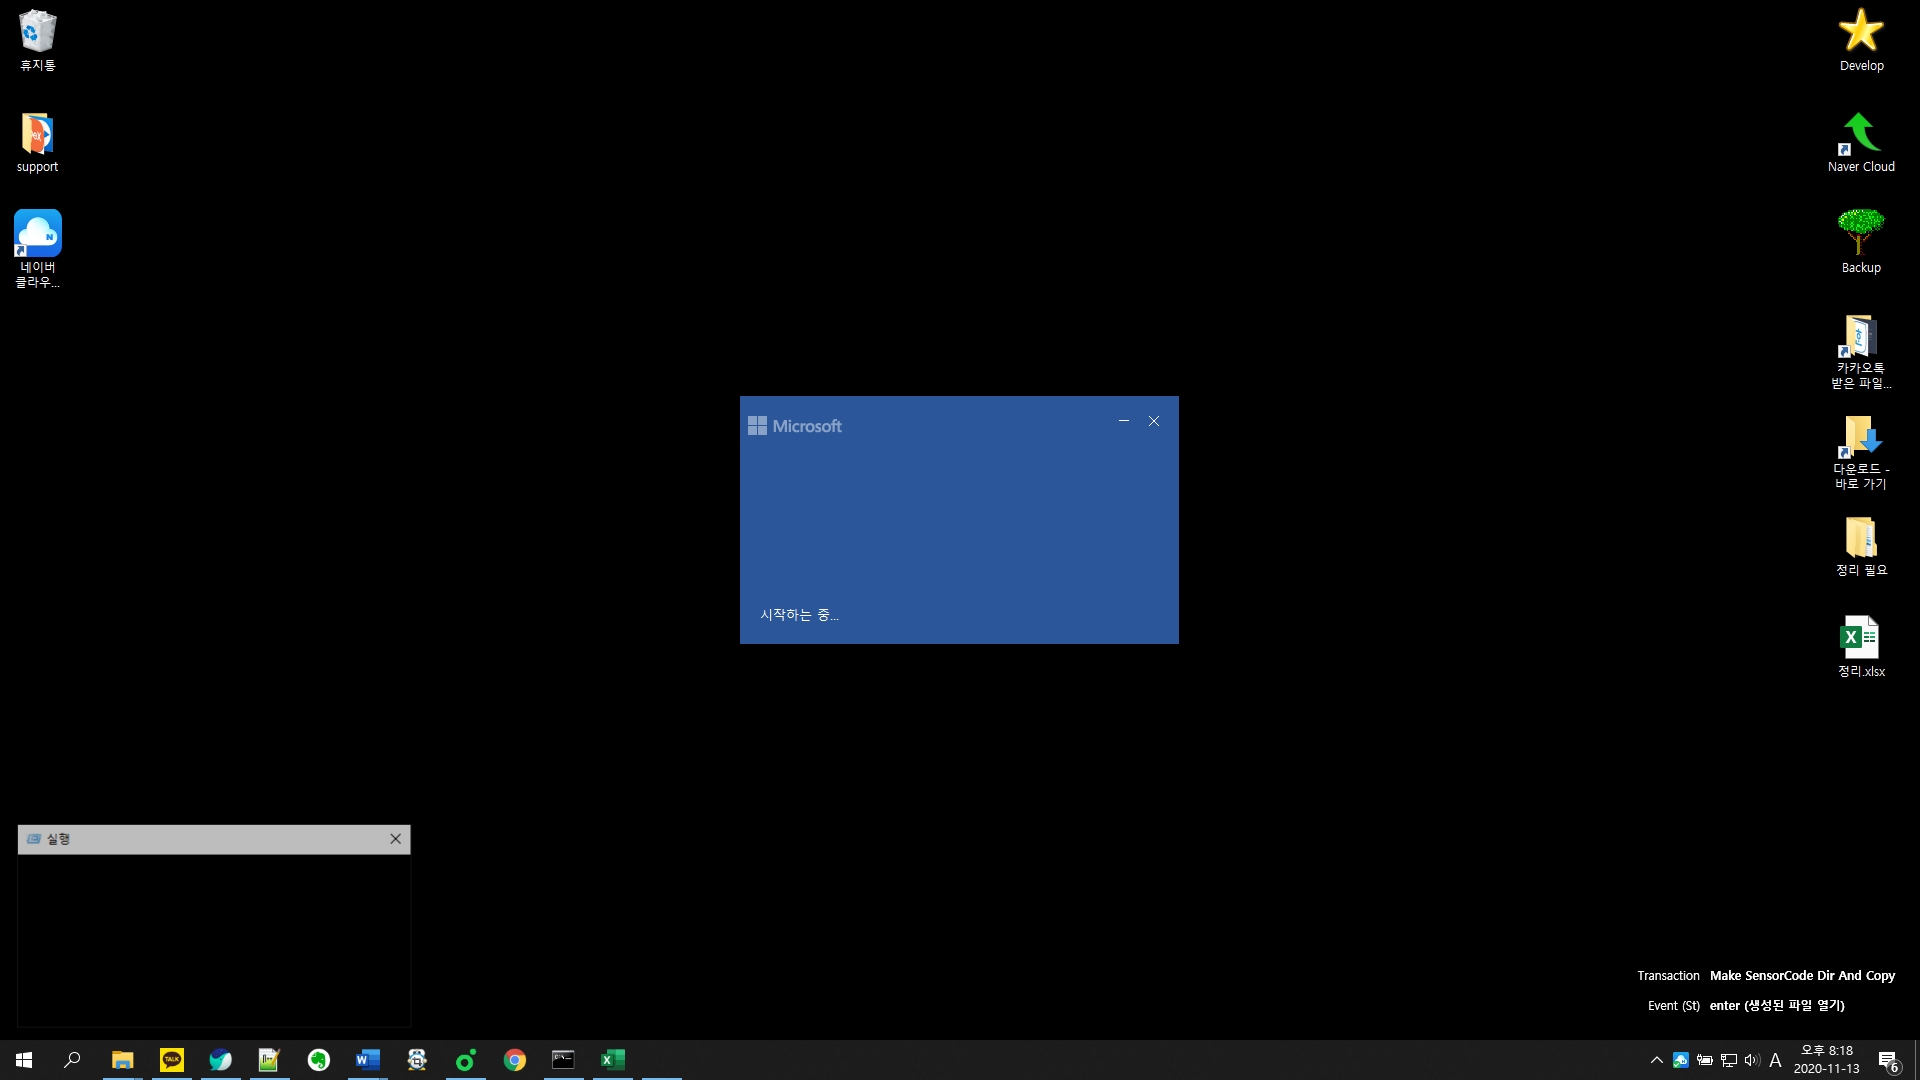 휴지통
support
네이버
클라우...
Develop
Naver Cloud
Backup
카카오톡
받은 파일...
다운로드 -
바로 가기
정리 필요
정리.xlsx
Microsoft
시작하는 중...
실행
Transaction Make SensorCode Dir And Copy
Event (St) enter (생성된 파일 열기)
TALK
A
오후 8:18
2020-11-13
6